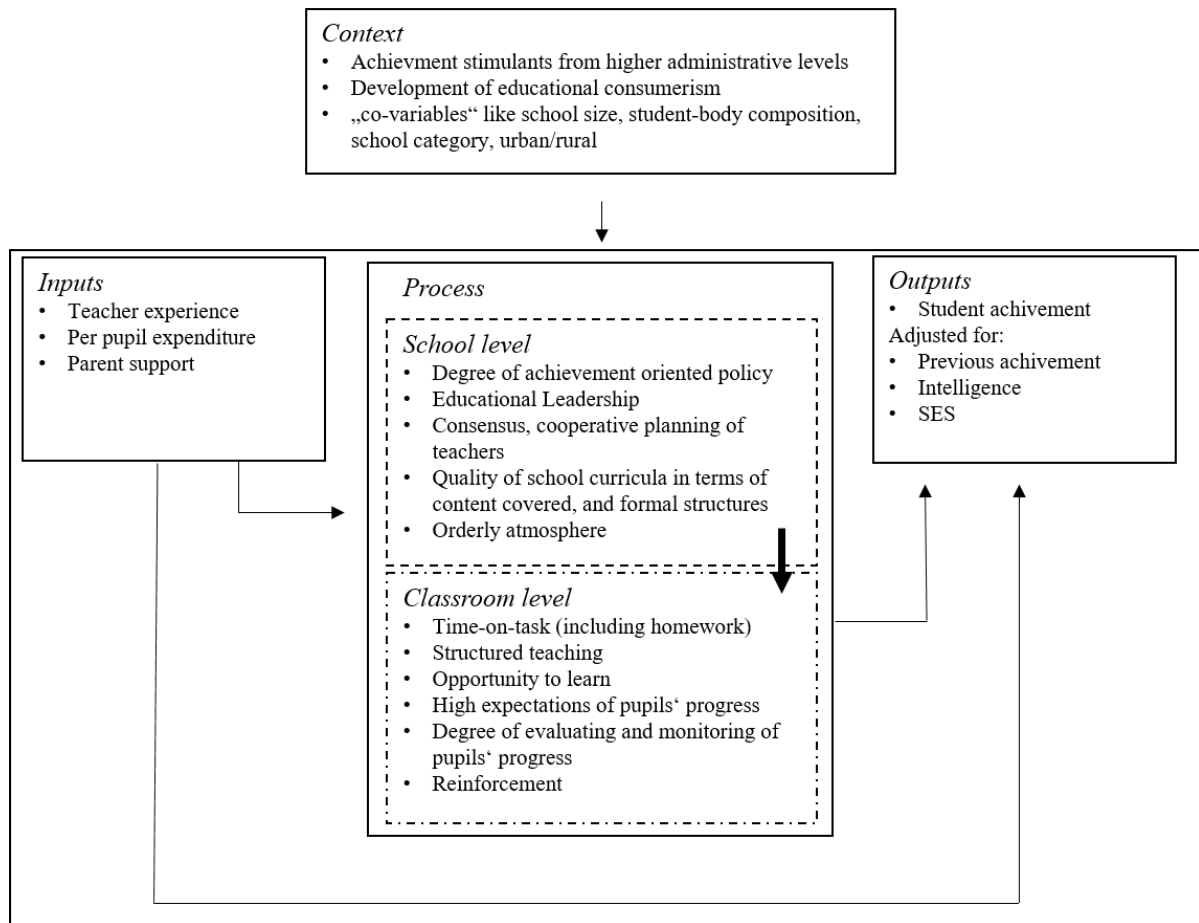 Context
• Achievment stimulants from higher administrative levels
• Development of educational consumerism
• „co-variables“ like school size, student-body composition,
school category, urban/rural
Inputs
• Teacher experience
• Per pupil expenditure
• Parent support
Process
School level
• Degree of achievement oriented policy
• Educational Leadership
• Consensus, cooperative planning of
teachers
• Quality of school curricula in terms of
content covered, and formal structures
• Orderly atmosphere
Classroom level
• Time-on-task (including homework)
• Structured teaching
• Opportunity to learn
• High expectations of pupils‘ progress
• Degree of evaluating and monitoring of
pupils‘ progress
• Reinforcement
Outputs
• Student achivement
Adjusted for:
• Previous achivement
• Intelligence
• SES